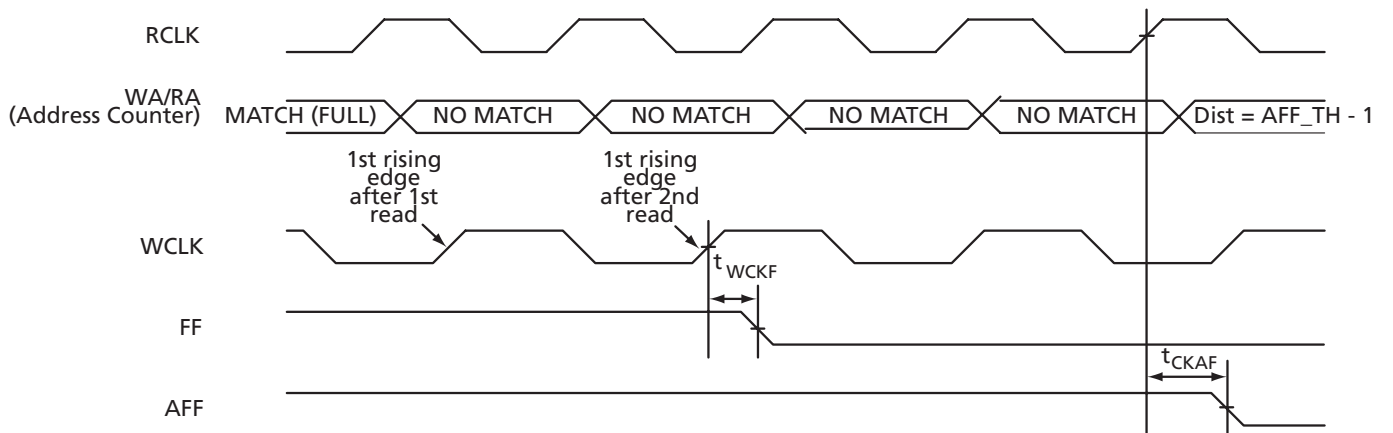 RCLK
WA/RA
(Address Counter)
MATCH (FULL)
NO MATCH
NO MATCH
NO MATCH
NO MATCH
Dist = AFF_TH - 1
1st rising
edge
after 1st
read
1st rising
edge
after 2nd
read
WCLK
t WCKF
FF
tCKAF
AFF